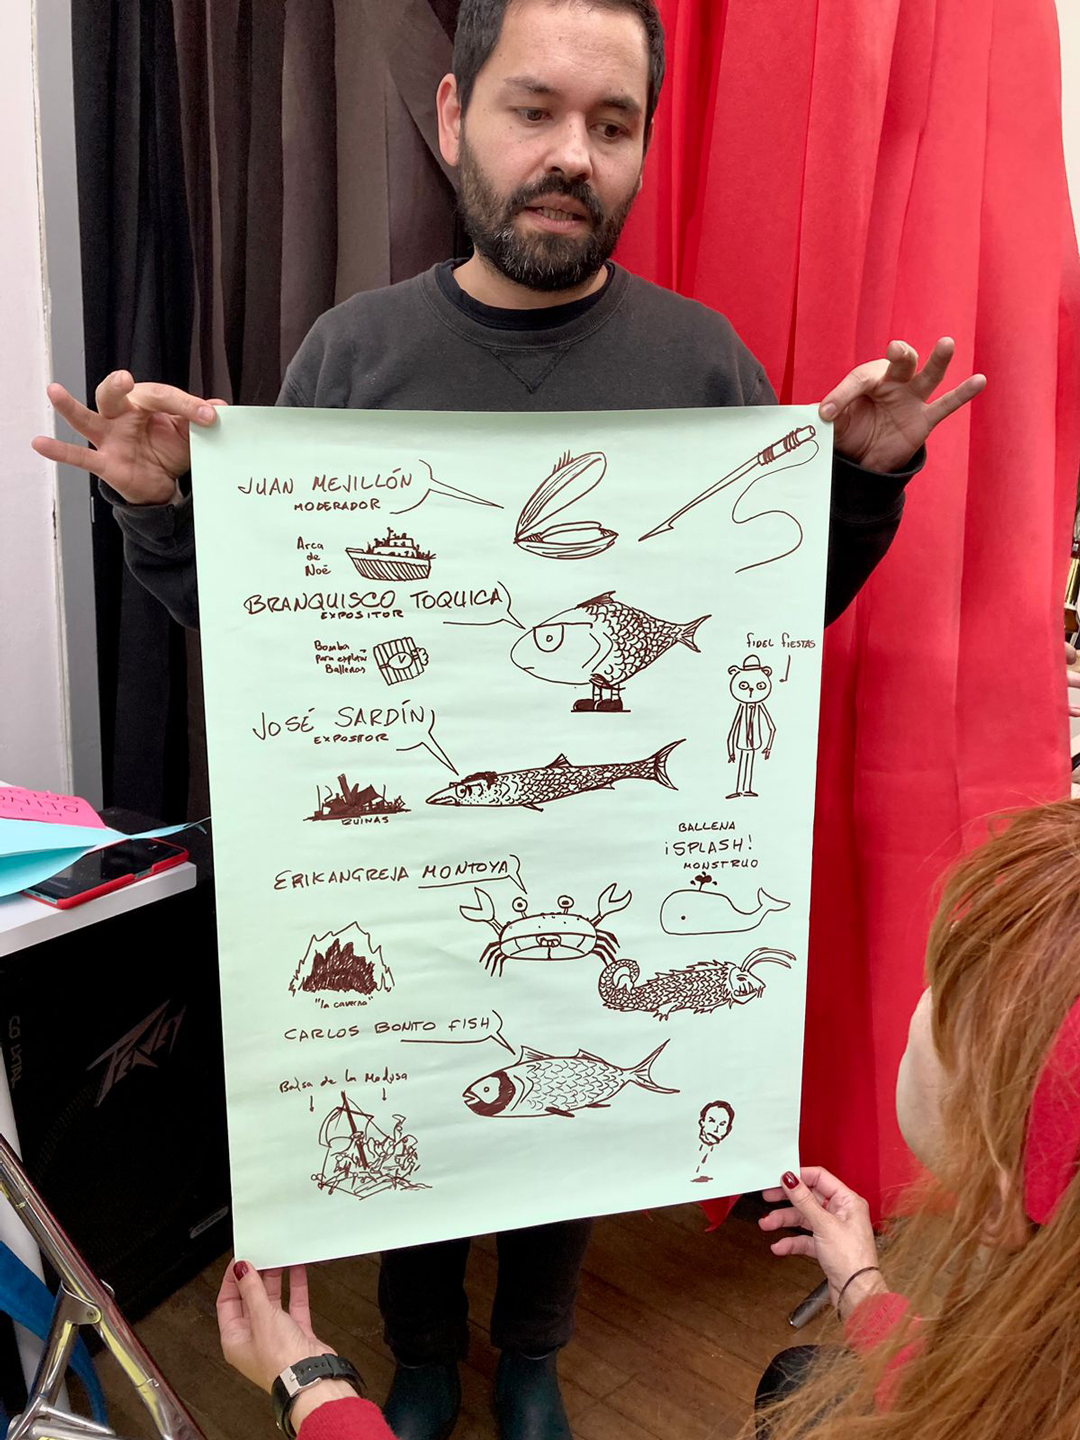 JUAN MEJILLÓN
MODERADOR
Arca
de
Noé
BRANQUISCO TOQUICA
EXPOSITOR
Bomba
para explotar
Ballenas
FIDEL FIESTAS
JOSÉ SARDÍN
EXPOSITOR
RUINAS
BALLENA
¡SPLASH!
MONSTRUO
ERIKANGREJA MONTOYA
"la caverna"
CARLOS BONITO FISH
Balsa de la Medusa
PEAVEY